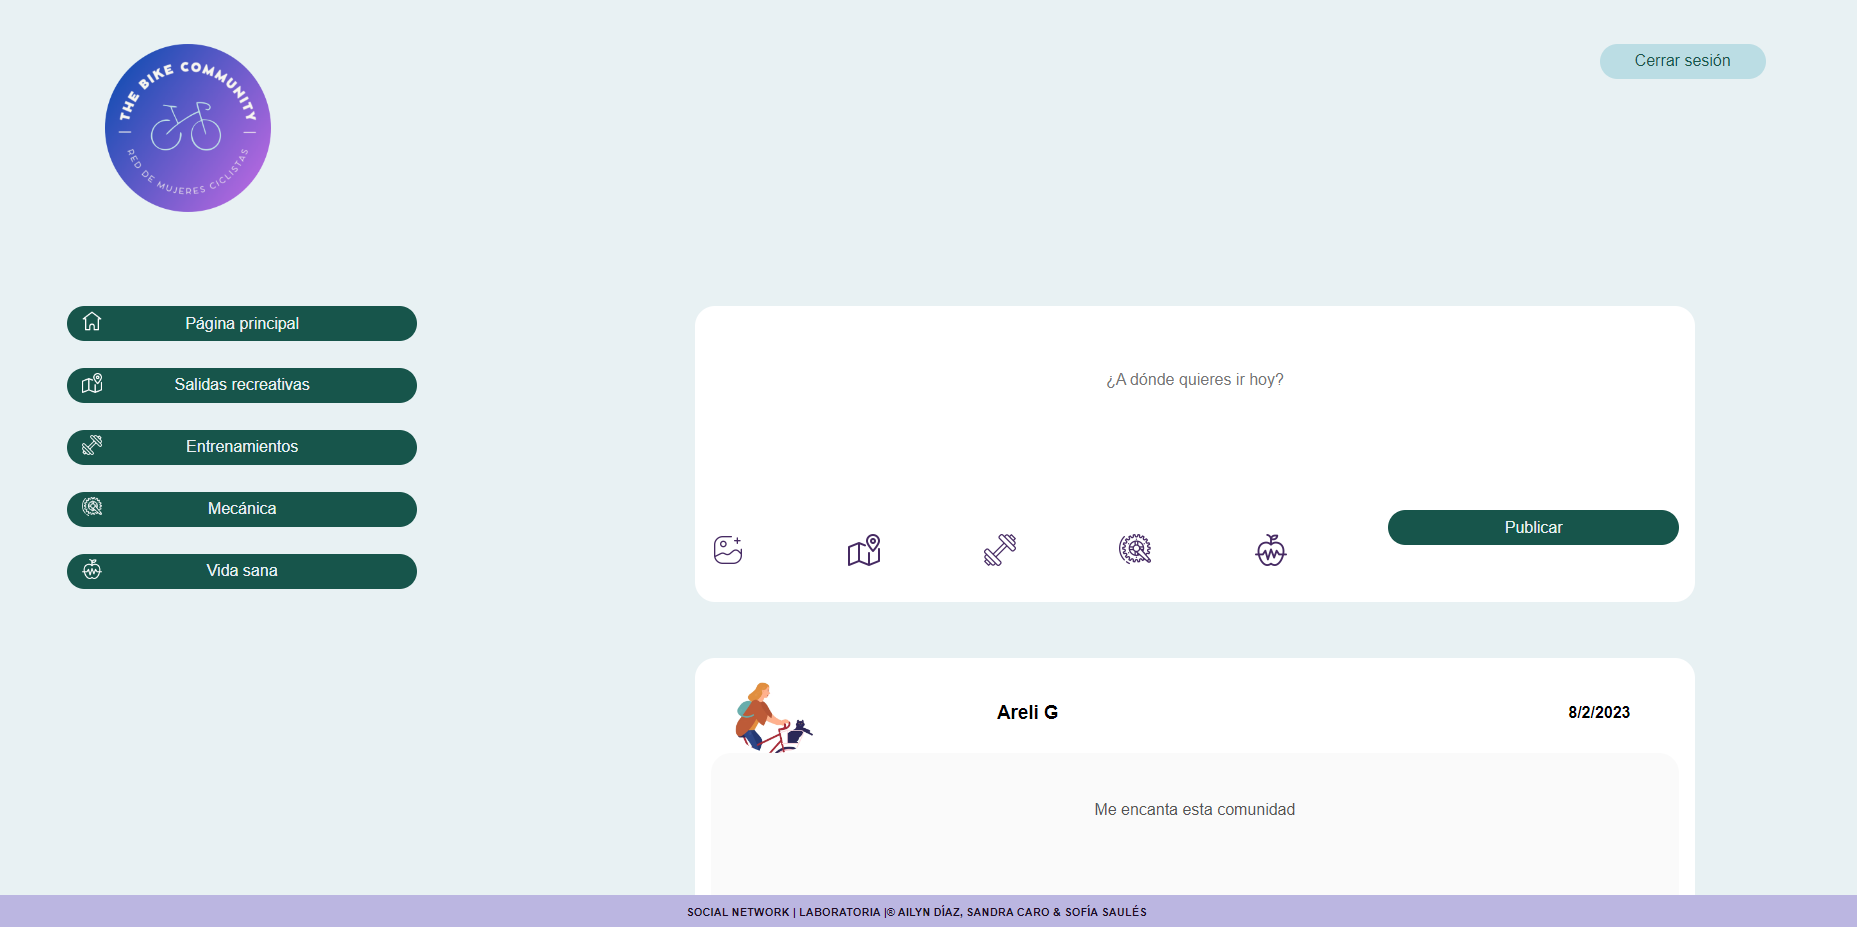 THE BIKE COMMUNITY
RED DE MUJERES CICLISTAS
Cerrar sesión
Página principal
Salidas recreativas
Entrenamientos
Mecánica
Vida sana
¿A dónde quieres ir hoy?
Publicar
Areli G
8/2/2023
Me encanta esta comunidad
SOCIAL NETWORK | LABORATORIA |© AILYN DÍAZ, SANDRA CARO & SOFÍA SAULÉS